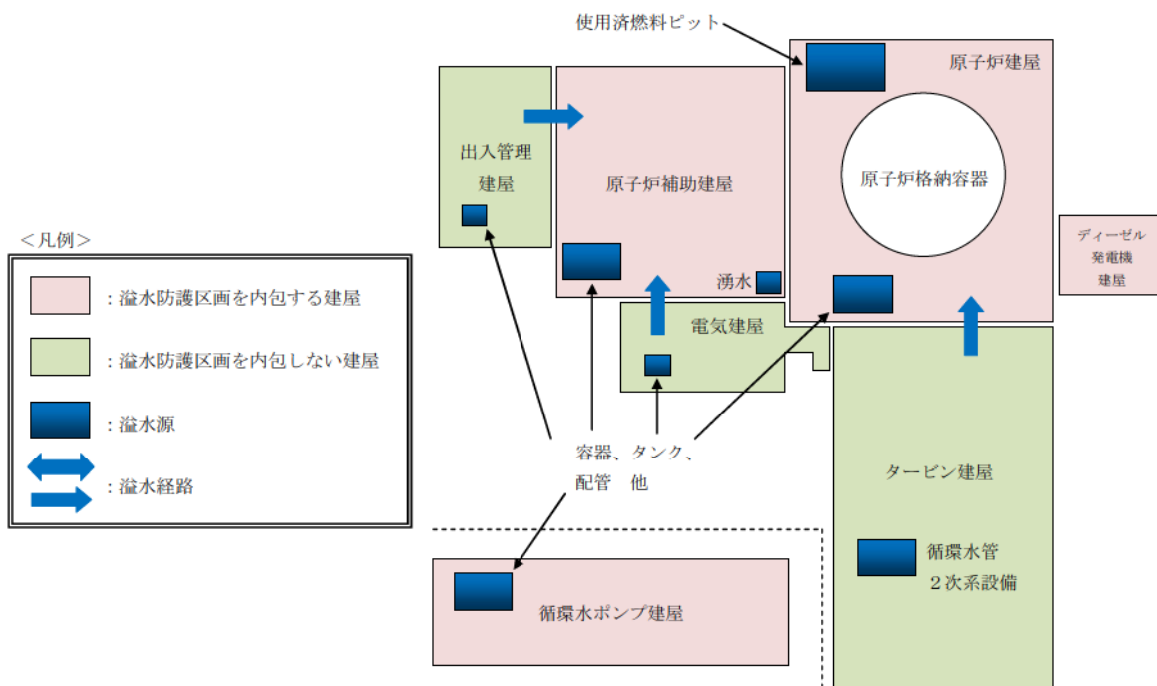 使用済燃料ピット
原子炉建屋
出入管理
建屋
原子炉補助建屋
原子炉格納容器
ディーゼル
発電機
建屋
湧水
電気建屋
＜凡例＞
：溢水防護区画を内包する建屋
：溢水防護区画を内包しない建屋
：溢水源
：溢水経路
容器、タンク、
配管　他
タービン建屋
循環水管
２次系設備
循環水ポンプ建屋